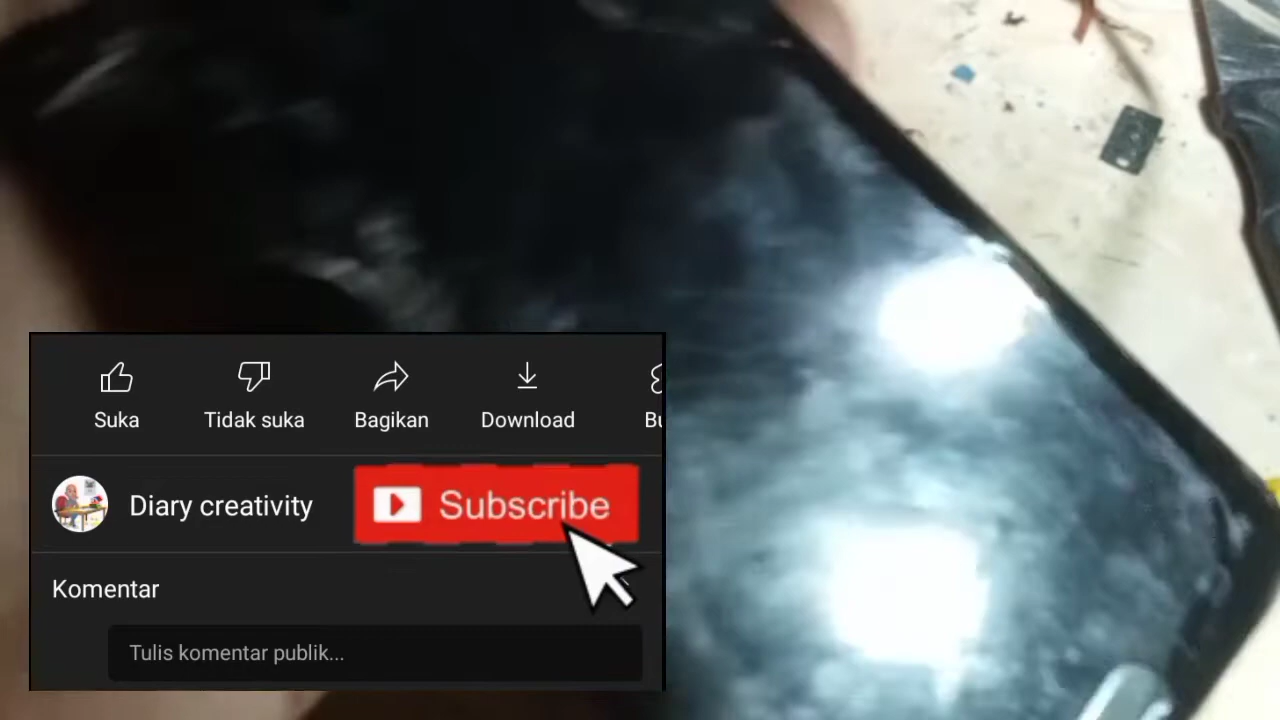 Suka
Tidak suka
Bagikan
Download
Diary creativity
Subscribe
Komentar
Tulis komentar publik...